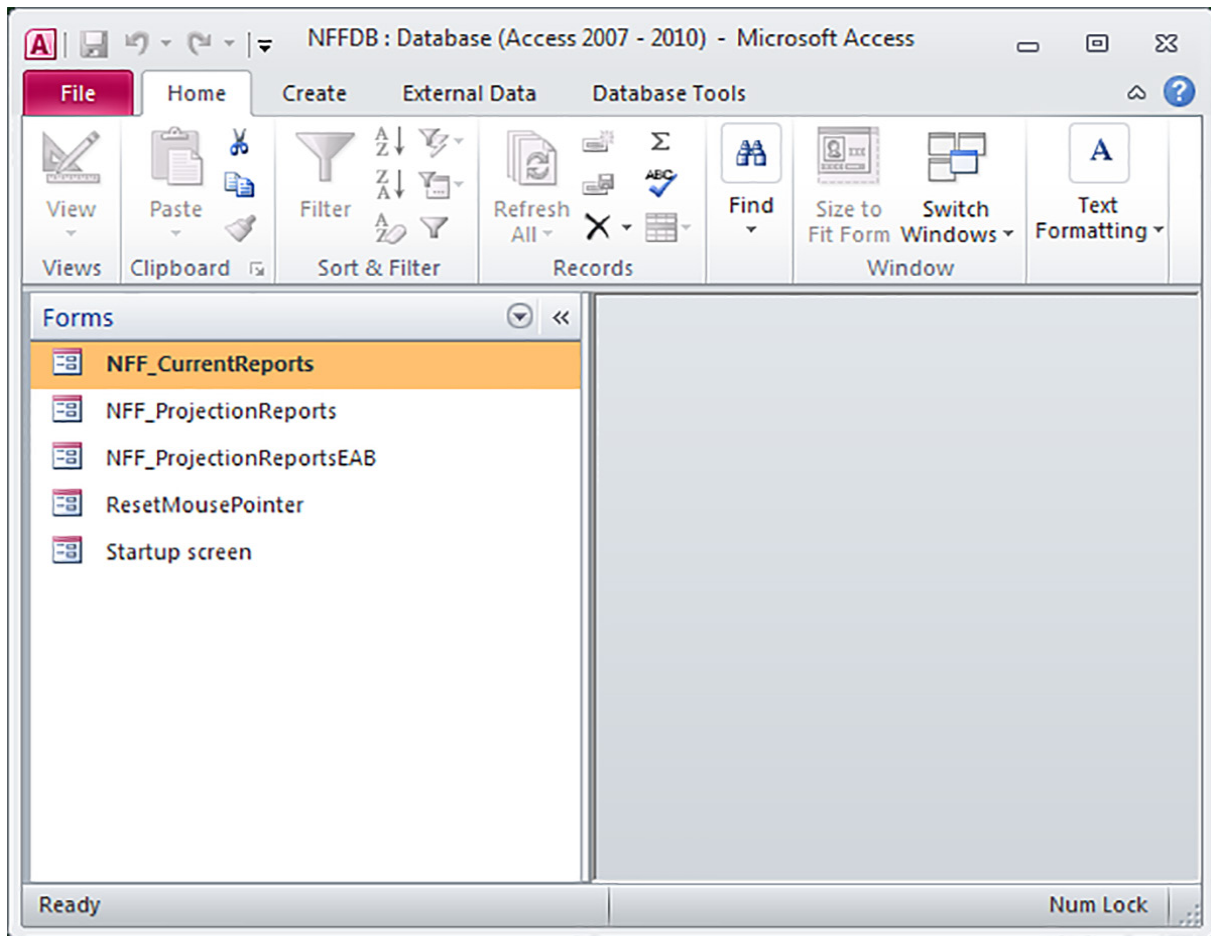 NFFDB : Database (Access 2007 - 2010) - Microsoft Access
File Home Create External Data Database Tools
View Paste Filter Refresh All Find Size to Fit Form Switch Windows Text Formatting
Views Clipboard Sort & Filter Records Window
Forms
NFF_CurrentReports
NFF_ProjectionReports
NFF_ProjectionReportsEAB
ResetMousePointer
Startup screen
Ready Num Lock